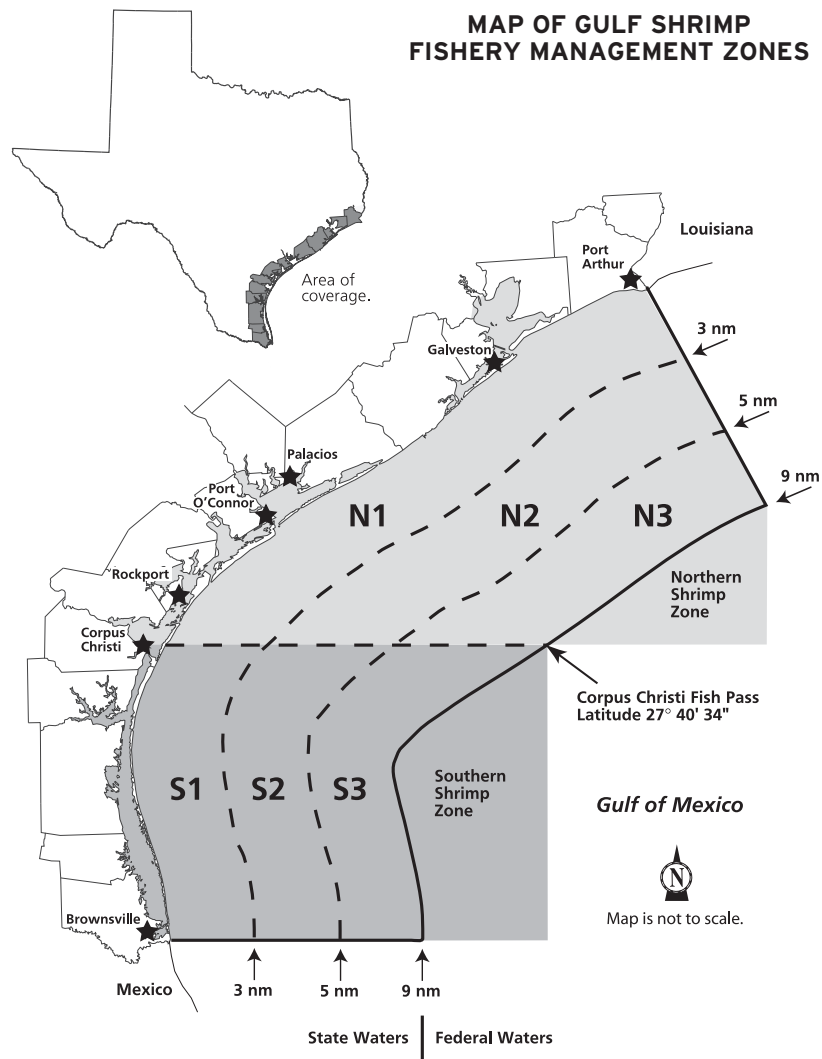 MAP OF GULF SHRIMP
FISHERY MANAGEMENT ZONES
Area of
coverage.
Louisiana
Port
Arthur
3 nm
Galveston
5 nm
Palacios
9 nm
Port
O'Connor
N1
N2
N3
Rockport
Northern
Shrimp
Zone
Corpus
Christi
Corpus Christi Fish Pass
Latitude 27° 40' 34"
S1
S2
S3
Southern
Shrimp
Zone
Gulf of Mexico
N
Map is not to scale.
Brownsville
Mexico
3 nm
5 nm
9 nm
State Waters
Federal Waters